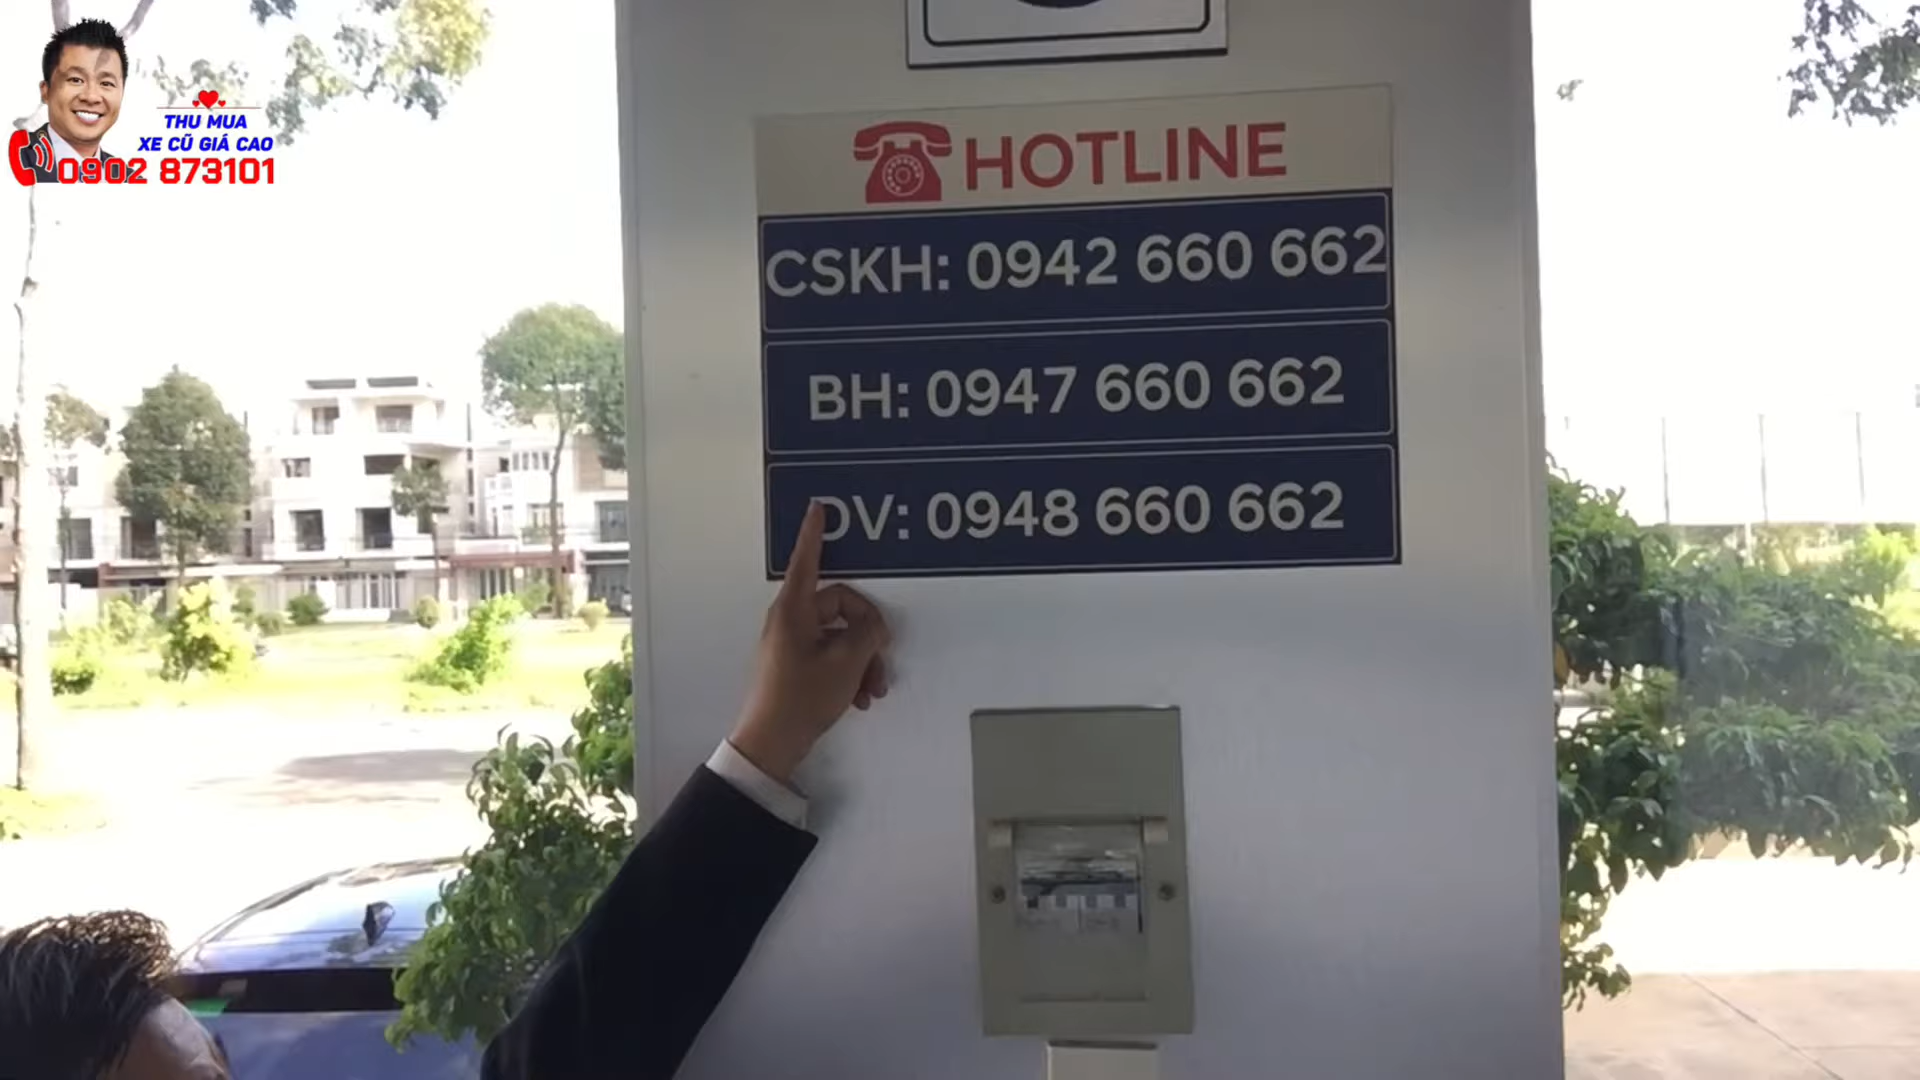 THU MUA
XE CŨ GIÁ CAO
0902 873101
HOTLINE
CSKH: 0942 660 662
BH: 0947 660 662
DV: 0948 660 662